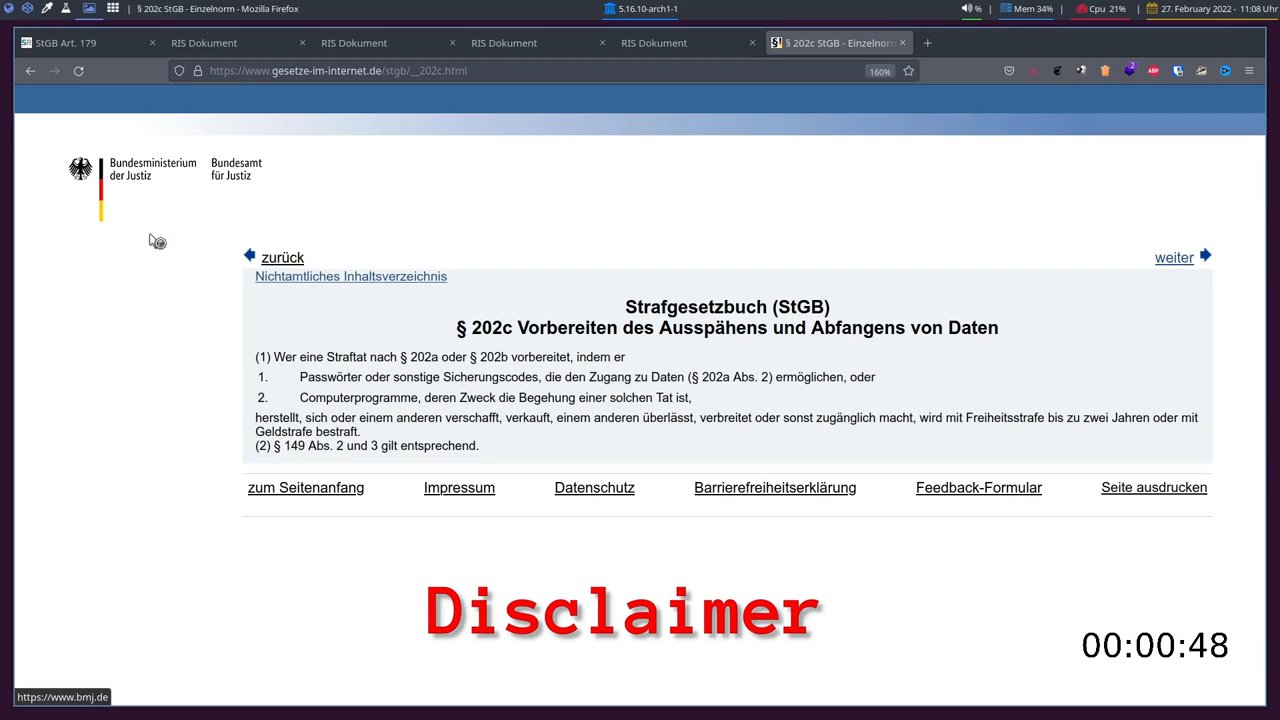 § 202c StGB - Einzelnorm - Mozilla Firefox
5.16.10-arch1-1
%
Mem 34%
Cpu 21%
27. Februar 2022 - 11:08 Uhr
StGB Art. 179
RIS Dokument
RIS Dokument
RIS Dokument
RIS Dokument
§ 202c StGB - Einzelnorm
https://www.gesetze-im-internet.de/stgb/__202c.html
160%
2
ABP
Bundesministerium der Justiz
Bundesamt für Justiz
zurück
weiter
Nichtamtliches Inhaltsverzeichnis
Strafgesetzbuch (StGB)
§ 202c Vorbereiten des Ausspähens und Abfangens von Daten
(1) Wer eine Straftat nach § 202a oder § 202b vorbereitet, indem er
1. Passwörter oder sonstige Sicherungscodes, die den Zugang zu Daten (§ 202a Abs. 2) ermöglichen, oder
2. Computerprogramme, deren Zweck die Begehung einer solchen Tat ist,
herstellt, sich oder einem anderen verschafft, verkauft, einem anderen überlässt, verbreitet oder sonst zugänglich macht, wird mit Freiheitsstrafe bis zu zwei Jahren oder mit
Geldstrafe bestraft.
(2) § 149 Abs. 2 und 3 gilt entsprechend.
zum Seitenanfang
Impressum
Datenschutz
Barrierefreiheitserklärung
Feedback-Formular
Seite ausdrucken
Disclaimer
00:00:48
https://www.bmj.de